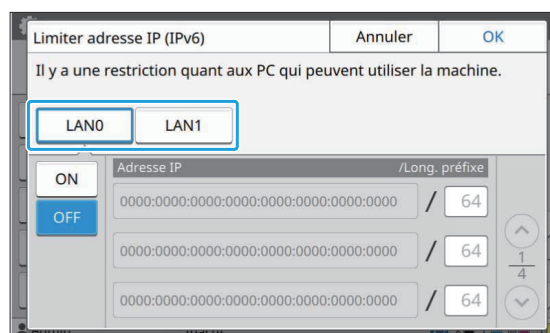 Limiter adresse IP (IPv6) Annuler OK
Il y a une restriction quant aux PC qui peuvent utiliser la machine.
LAN0 LAN1
Adresse IP /Long. préfixe
ON
0000:0000:0000:0000:0000:0000:0000:0000 / 64
OFF
0000:0000:0000:0000:0000:0000:0000:0000 / 64
1
4
0000:0000:0000:0000:0000:0000:0000:0000 / 64